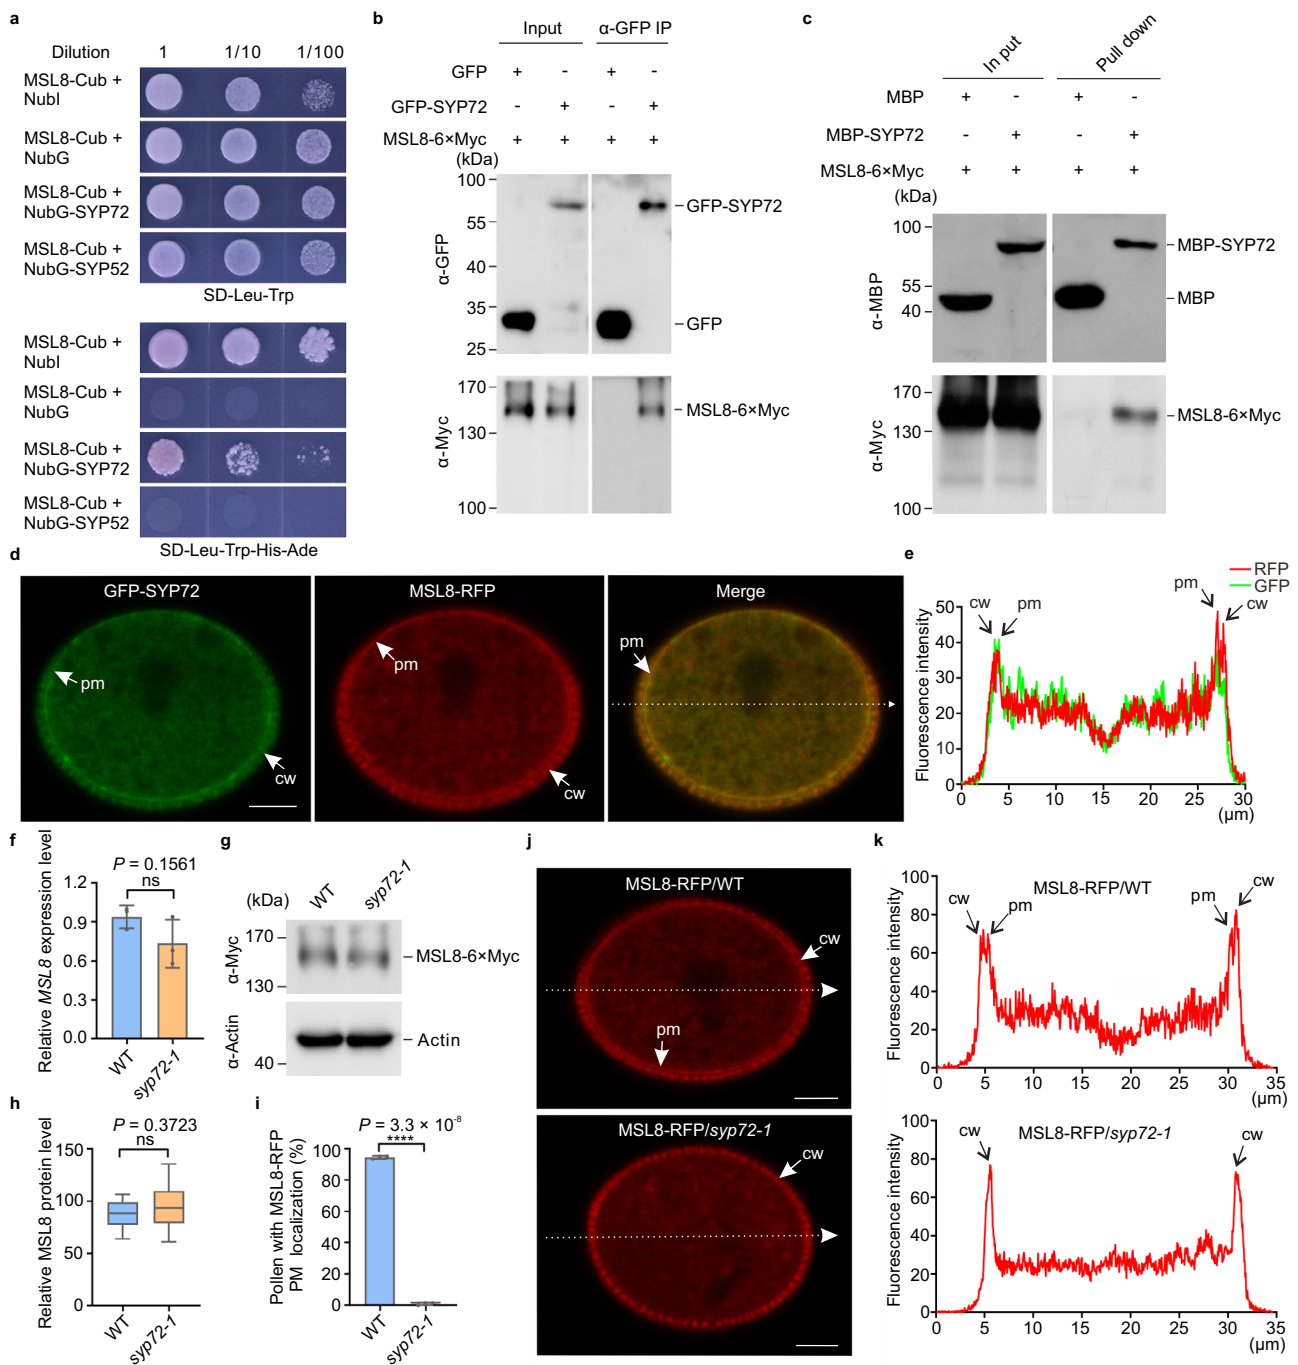 a
Dilution 1 1/10 1/100
MSL8-Cub +
NubI
MSL8-Cub +
NubG
MSL8-Cub +
NubG-SYP72
MSL8-Cub +
NubG-SYP52
SD-Leu-Trp
MSL8-Cub +
NubI
MSL8-Cub +
NubG
MSL8-Cub +
NubG-SYP72
MSL8-Cub +
NubG-SYP52
SD-Leu-Trp-His-Ade
b
Input α-GFP IP
GFP + - + -
GFP-SYP72 - + - +
MSL8-6×Myc + + + +
(kDa)
100
55
40
35
25
α-GFP
GFP-SYP72
GFP
170
130
100
α-Myc
MSL8-6×Myc
c
In put Pull down
MBP + - + -
MBP-SYP72 - + - +
MSL8-6×Myc + + + +
(kDa)
100
55
40
α-MBP
MBP-SYP72
MBP
170
130
100
α-Myc
MSL8-6×Myc
d
GFP-SYP72 MSL8-RFP Merge
pm pm pm
cw cw
e
RFP
GFP
cw pm pm cw
Fluorescence intensity
50
40
30
20
10
0
0 5 10 15 20 25 30
(μm)
f
P = 0.1561
ns
Relative MSL8 expression level
1.2
0.9
0.6
0.3
0.0
WT syp72-1
g
(kDa) WT syp72-1
170
130
α-Myc
MSL8-6×Myc
40
α-Actin
Actin
h
P = 0.3723
ns
Relative MSL8 protein level
150
100
50
0
WT syp72-1
i
P = 3.3 × 10-8
****
Pollen with MSL8-RFP
PM localization (%)
100
80
60
40
20
0
WT syp72-1
j
MSL8-RFP/WT
cw
pm
MSL8-RFP/syp72-1
cw
k
MSL8-RFP/WT
cw pm pm cw
Fluorescence intensity
100
80
60
40
20
0
0 5 10 15 20 25 30 35
(μm)
MSL8-RFP/syp72-1
cw cw
Fluorescence intensity
100
80
60
40
20
0
0 5 10 15 20 25 30 35
(μm)